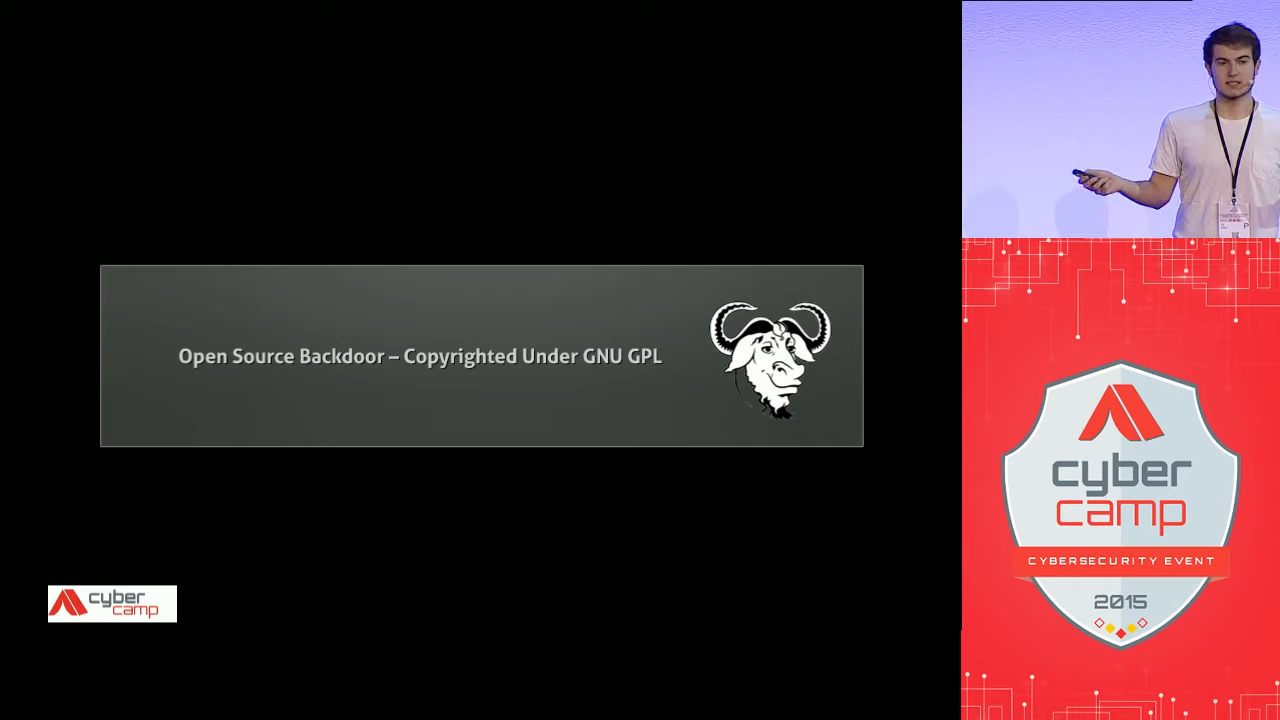 Open Source Backdoor – Copyrighted Under GNU GPL
cyber
camp
P
cyber
camp
CYBERSECURITY EVENT
2015